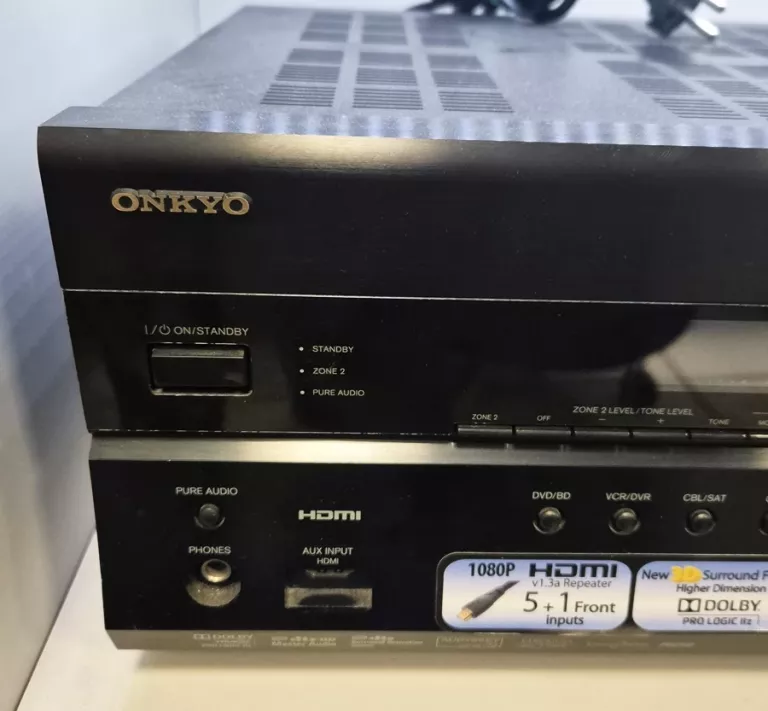 ONKYO
ON/STANDBY
STANDBY
ZONE 2
PURE AUDIO
ZONE 2 LEVEL/TONE LEVEL
ZONE 2 OFF - + TONE
PURE AUDIO
HDMI
DVD/BD VCR/DVR CBL/SAT
PHONES
AUX INPUT
HDMI
1080P HDMI
v1.3a Repeater
5+1 Front
inputs
New 3D Surround F
Higher Dimension
DOLBY
PRO LOGIC IIz
DOLBY